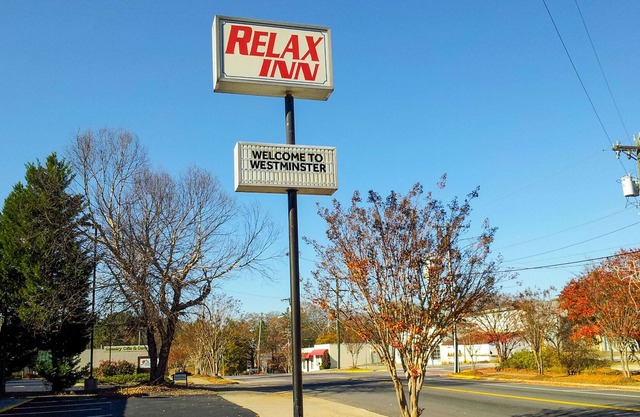 RELAX
INN
WELCOME TO
WESTMINSTER